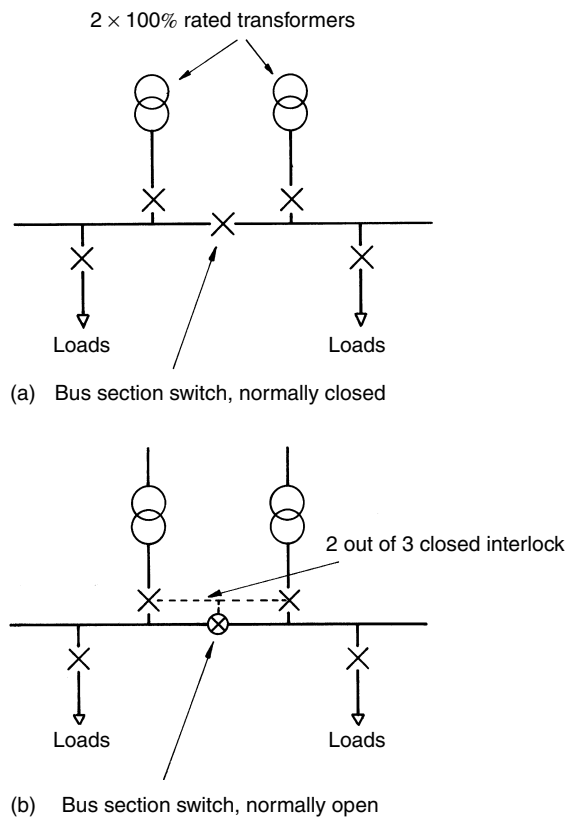 2 × 100% rated transformers
Loads
Loads
(a) Bus section switch, normally closed
2 out of 3 closed interlock
Loads
Loads
(b) Bus section switch, normally open